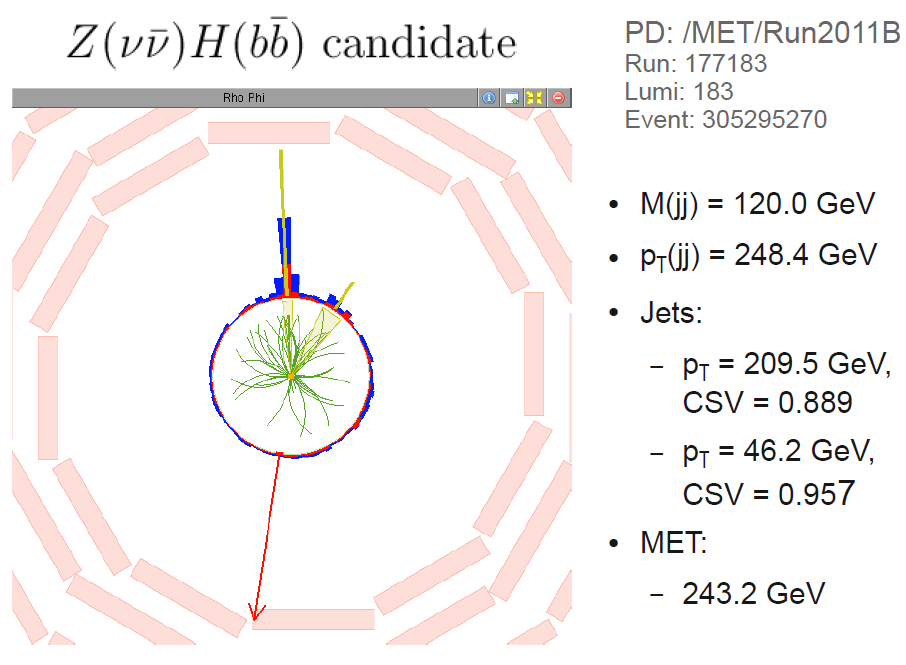 Z(νν̄)H(bb̄) candidate
PD: /MET/Run2011B
Run: 177183
Lumi: 183
Event: 305295270
Rho Phi
• M(jj) = 120.0 GeV
• pT(jj) = 248.4 GeV
• Jets:
– pT = 209.5 GeV,
CSV = 0.889
– pT = 46.2 GeV,
CSV = 0.957
• MET:
– 243.2 GeV